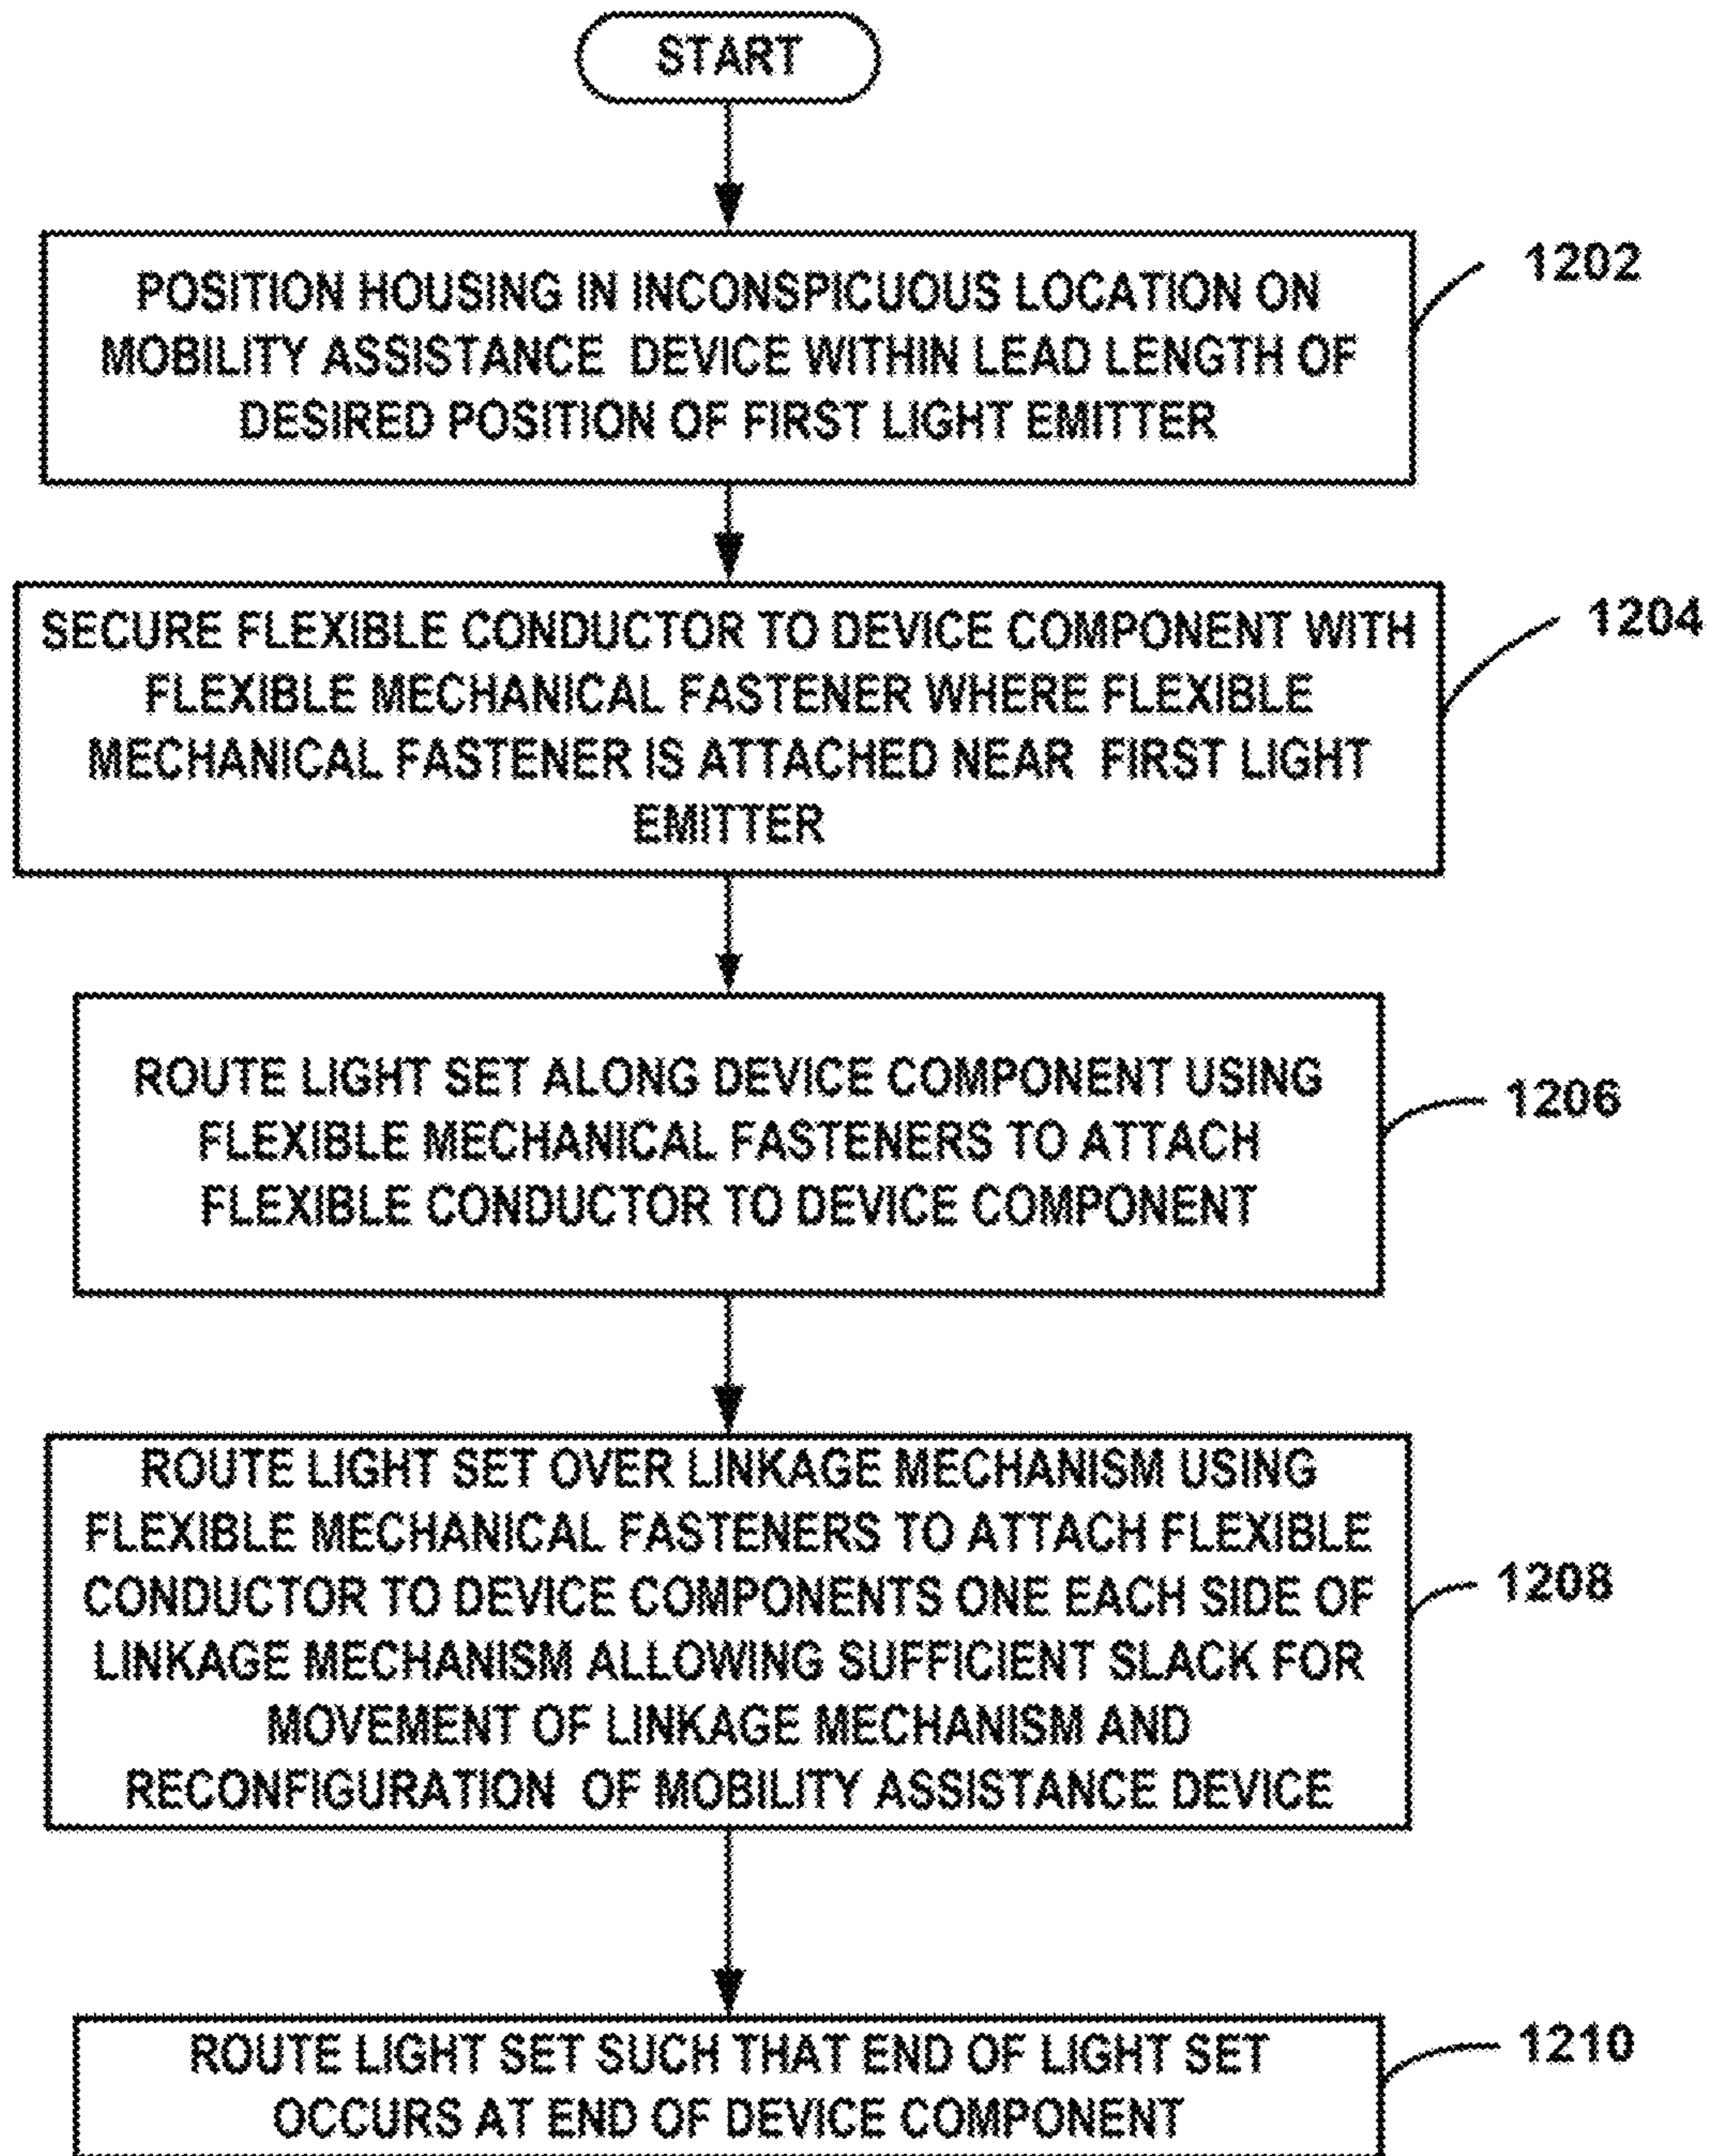 START
POSITION HOUSING IN INCONSPICUOUS LOCATION ON
MOBILITY ASSISTANCE DEVICE WITHIN LEAD LENGTH OF
DESIRED POSITION OF FIRST LIGHT EMITTER
1202
SECURE FLEXIBLE CONDUCTOR TO DEVICE COMPONENT WITH
FLEXIBLE MECHANICAL FASTENER WHERE FLEXIBLE
MECHANICAL FASTENER IS ATTACHED NEAR FIRST LIGHT
EMITTER
1204
ROUTE LIGHT SET ALONG DEVICE COMPONENT USING
FLEXIBLE MECHANICAL FASTENERS TO ATTACH
FLEXIBLE CONDUCTOR TO DEVICE COMPONENT
1206
ROUTE LIGHT SET OVER LINKAGE MECHANISM USING
FLEXIBLE MECHANICAL FASTENERS TO ATTACH FLEXIBLE
CONDUCTOR TO DEVICE COMPONENTS ONE EACH SIDE OF
LINKAGE MECHANISM ALLOWING SUFFICIENT SLACK FOR
MOVEMENT OF LINKAGE MECHANISM AND
RECONFIGURATION OF MOBILITY ASSISTANCE DEVICE
1208
ROUTE LIGHT SET SUCH THAT END OF LIGHT SET
OCCURS AT END OF DEVICE COMPONENT
1210